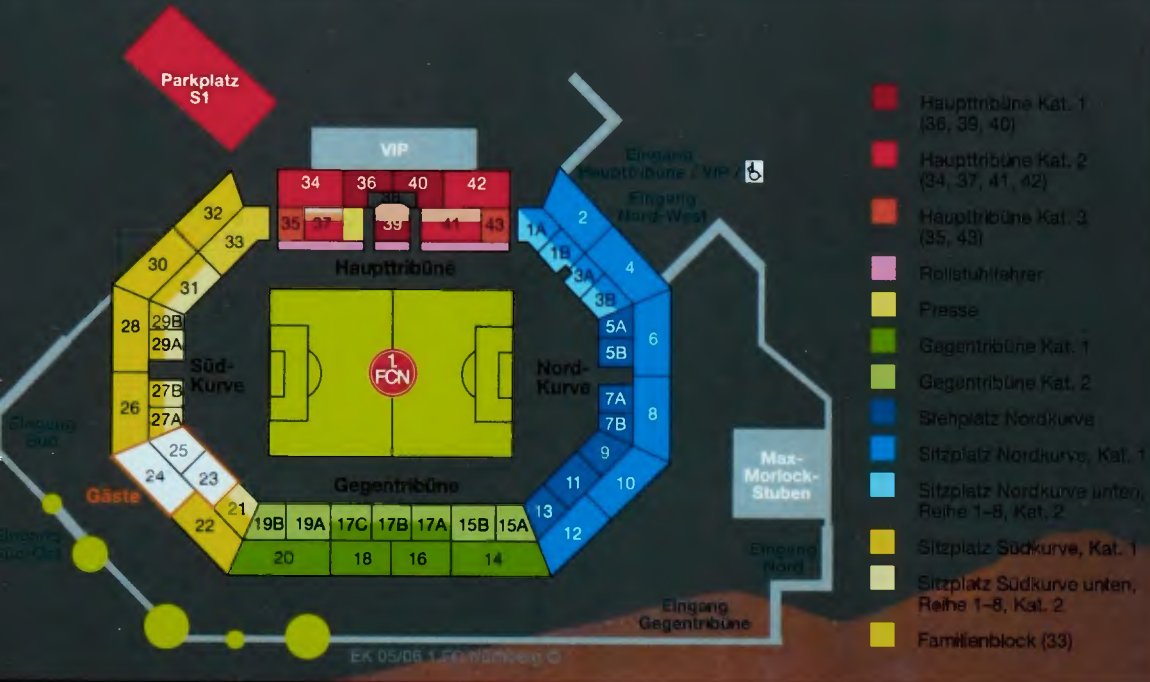 Parkplatz
S1
VIP
Eingang
Haupttribüne / VIP /
Eingang
Nord-West
34
36
38
40
42
35
37
39
41
43
Haupttribüne
32
33
30
31
28
29B
29A
Süd-
Kurve
27B
27A
26
25
24
23
22
21
Gäste
1
FCN
2
1A
1B
3A
3B
4
5A
5B
6
Nord-
Kurve
7A
7B
8
9
10
11
12
13
Gegentribüne
19B
19A
17C
17B
17A
15B
15A
20
18
16
14
Eingang
Süd
Max-
Morlock-
Stuben
Eingang
Nord
Eingang
Gegentribüne
EK 05/06 1.FC Nürnberg ©
Haupttribüne Kat. 1
(36, 39, 40)
Haupttribüne Kat. 2
(34, 37, 41, 42)
Haupttribüne Kat. 3
(35, 43)
Rollstuhlfahrer
Presse
Gegentribüne Kat. 1
Gegentribüne Kat. 2
Stehplatz Nordkurve
Sitzplatz Nordkurve, Kat. 1
Sitzplatz Nordkurve unten,
Reihe 1-8, Kat. 2
Sitzplatz Südkurve, Kat. 1
Sitzplatz Südkurve unten,
Reihe 1-8, Kat. 2
Familienblock (33)